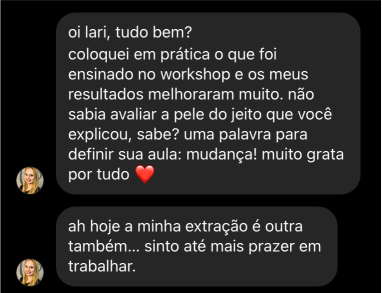 oi lari, tudo bem?
coloquei em prática o que foi
ensinado no workshop e os meus
resultados melhoraram muito. não
sabia avaliar a pele do jeito que você
explicou, sabe? uma palavra para
definir sua aula: mudança! muito grata
por tudo ❤️
ah hoje a minha extração é outra
também... sinto até mais prazer em
trabalhar.